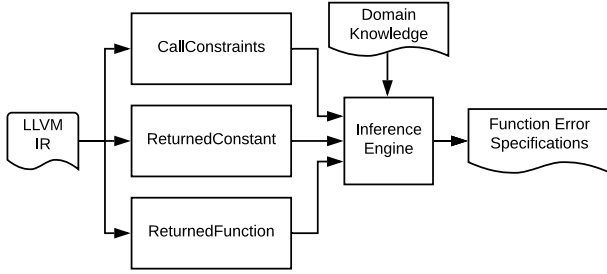 CallConstraints
Domain
Knowledge
LLVM
IR
ReturnedConstant
Inference
Engine
Function Error
Specifications
ReturnedFunction